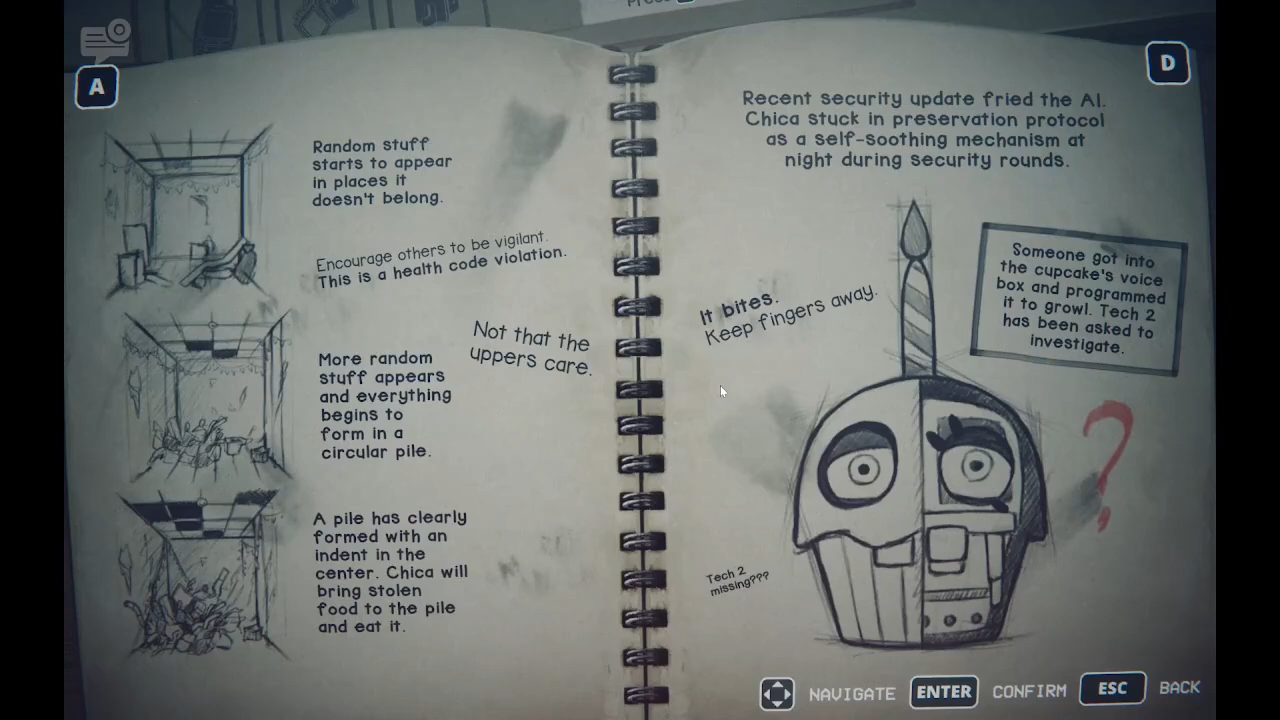 A
Random stuff
starts to appear
in places it
doesn't belong.
Encourage others to be vigilant.
This is a health code violation.
Not that the
uppers care.
More random
stuff appears
and everything
begins to
form in a
circular pile.
A pile has clearly
formed with an
indent in the
center. Chica will
bring stolen
food to the pile
and eat it.
D
Recent security update fried the AI.
Chica stuck in preservation protocol
as a self-soothing mechanism at
night during security rounds.
It bites.
Keep fingers away.
Someone got into
the cupcake's voice
box and programmed
it to growl. Tech 2
has been asked to
investigate.
?
Tech 2
missing???
NAVIGATE ENTER CONFIRM ESC BACK